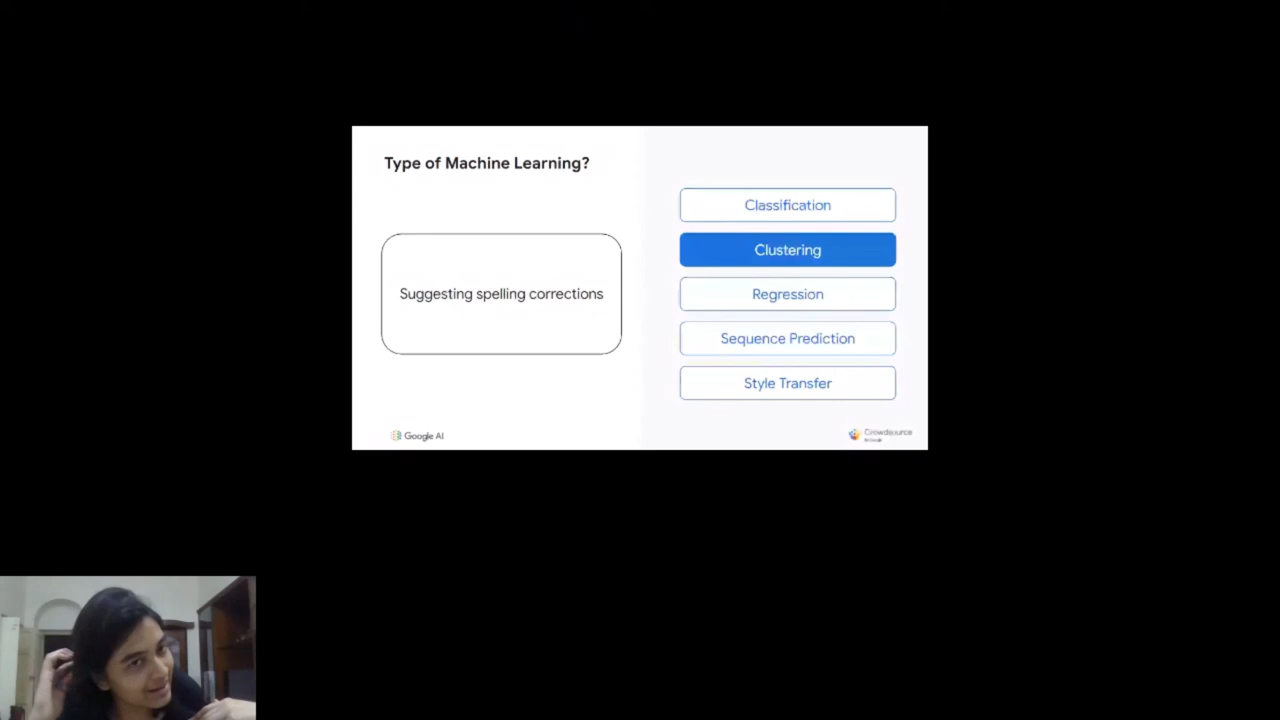 Type of Machine Learning?
Suggesting spelling corrections
Classification
Clustering
Regression
Sequence Prediction
Style Transfer
Google AI
Crowdsource